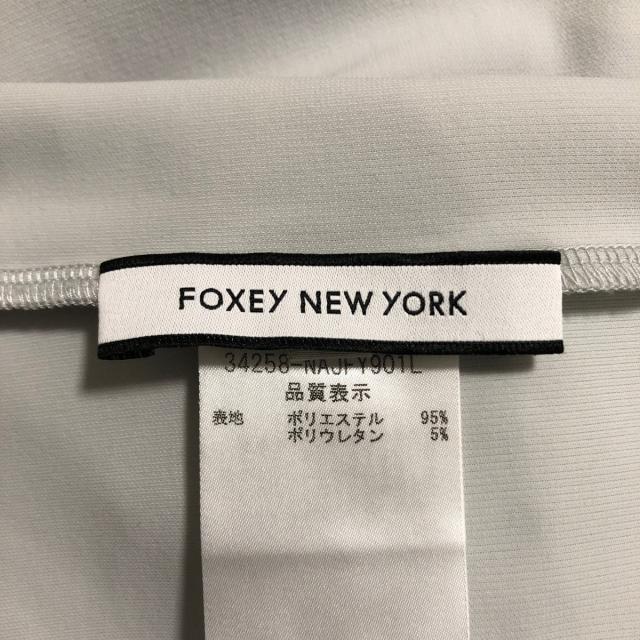 FOXEY NEW YORK
34258-NAJFY901L
品質表示
表地 ポリエステル 95%
ポリウレタン 5%